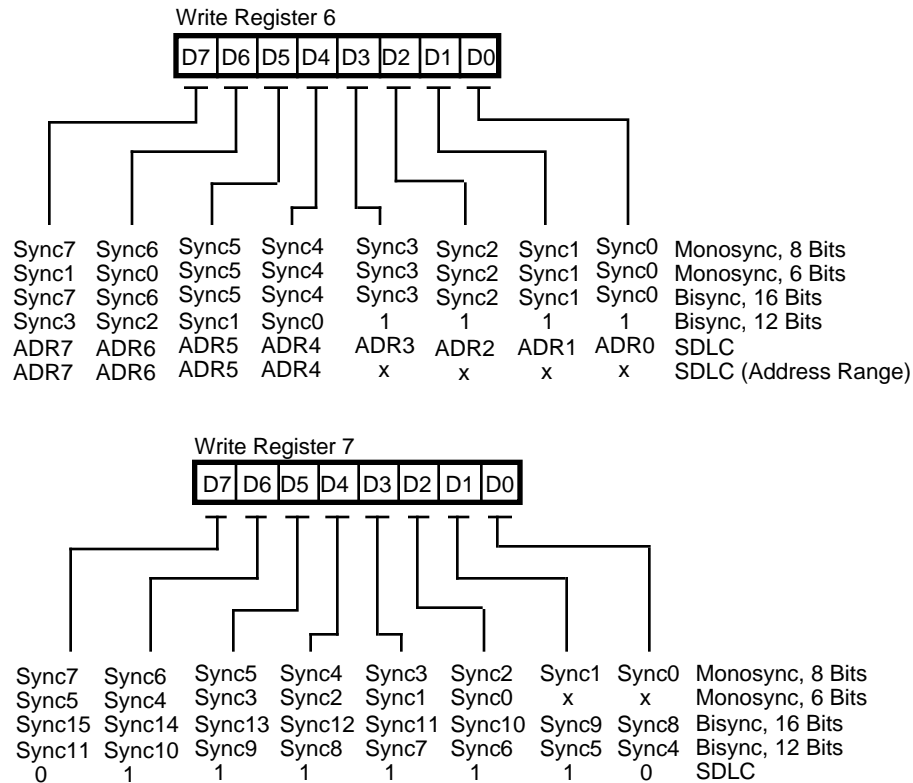 Write Register 6
D7 D6 D5 D4 D3 D2 D1 D0
Sync7 Sync6 Sync5 Sync4 Sync3 Sync2 Sync1 Sync0 Monosync, 8 Bits
Sync1 Sync0 Sync5 Sync4 Sync3 Sync2 Sync1 Sync0 Monosync, 6 Bits
Sync7 Sync6 Sync5 Sync4 Sync3 Sync2 Sync1 Sync0 Bisync, 16 Bits
Sync3 Sync2 Sync1 Sync0 1 1 1 1 Bisync, 12 Bits
ADR7 ADR6 ADR5 ADR4 ADR3 ADR2 ADR1 ADR0 SDLC
ADR7 ADR6 ADR5 ADR4 x x x x SDLC (Address Range)
Write Register 7
D7 D6 D5 D4 D3 D2 D1 D0
Sync7 Sync6 Sync5 Sync4 Sync3 Sync2 Sync1 Sync0 Monosync, 8 Bits
Sync5 Sync4 Sync3 Sync2 Sync1 Sync0 x x Monosync, 6 Bits
Sync15 Sync14 Sync13 Sync12 Sync11 Sync10 Sync9 Sync8 Bisync, 16 Bits
Sync11 Sync10 Sync9 Sync8 Sync7 Sync6 Sync5 Sync4 Bisync, 12 Bits
0 1 1 1 1 1 1 0 SDLC